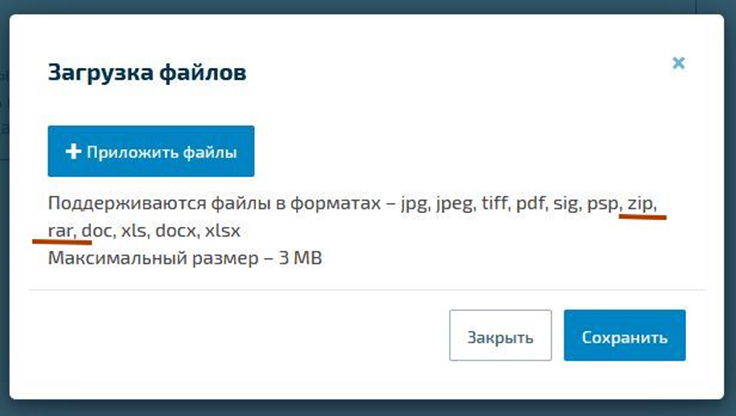 Загрузка файлов
×
+ Приложить файлы
Поддерживаются файлы в форматах – jpg, jpeg, tiff, pdf, sig, psp, zip,
rar, doc, xls, docx, xlsx
Максимальный размер – 3 MB
Закрыть
Сохранить